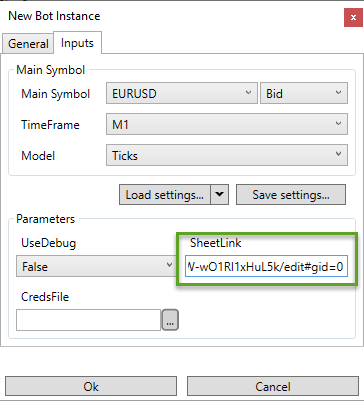 New Bot Instance
x
General Inputs
Main Symbol
Main Symbol EURUSD Bid
TimeFrame M1
Model Ticks
Load settings... Save settings...
Parameters
UseDebug SheetLink
False W-wO1RI1xHuL5k/edit#gid=0
CredsFile
...
Ok Cancel